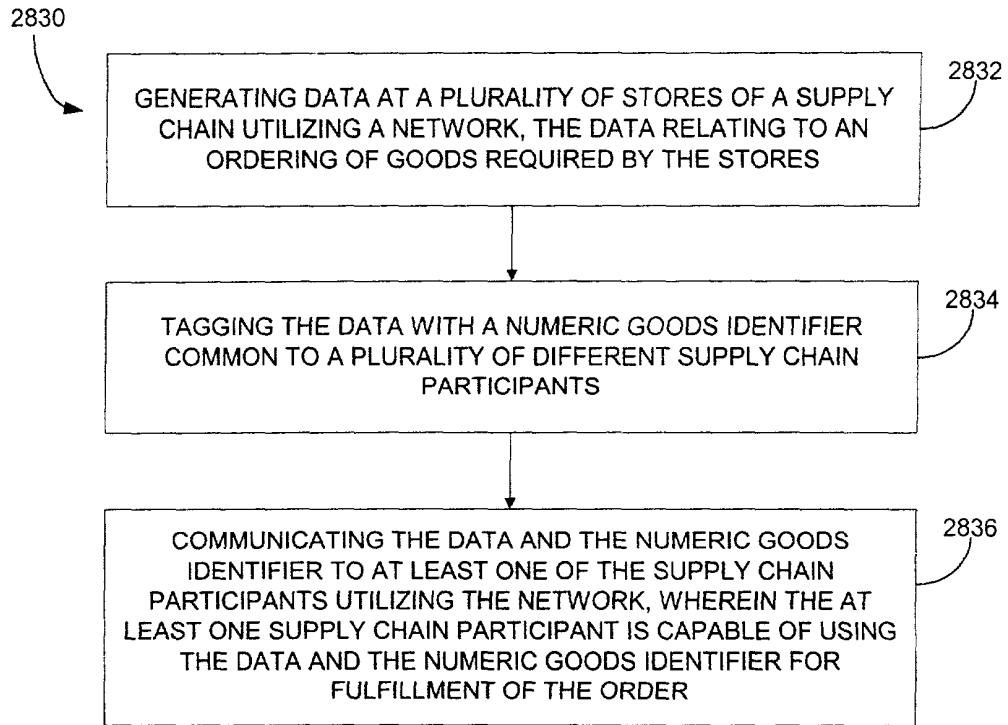 2830
2832
GENERATING DATA AT A PLURALITY OF STORES OF A SUPPLY
CHAIN UTILIZING A NETWORK, THE DATA RELATING TO AN
ORDERING OF GOODS REQUIRED BY THE STORES
2834
TAGGING THE DATA WITH A NUMERIC GOODS IDENTIFIER
COMMON TO A PLURALITY OF DIFFERENT SUPPLY CHAIN
PARTICIPANTS
2836
COMMUNICATING THE DATA AND THE NUMERIC GOODS
IDENTIFIER TO AT LEAST ONE OF THE SUPPLY CHAIN
PARTICIPANTS UTILIZING THE NETWORK, WHEREIN THE AT
LEAST ONE SUPPLY CHAIN PARTICIPANT IS CAPABLE OF USING
THE DATA AND THE NUMERIC GOODS IDENTIFIER FOR
FULFILLMENT OF THE ORDER